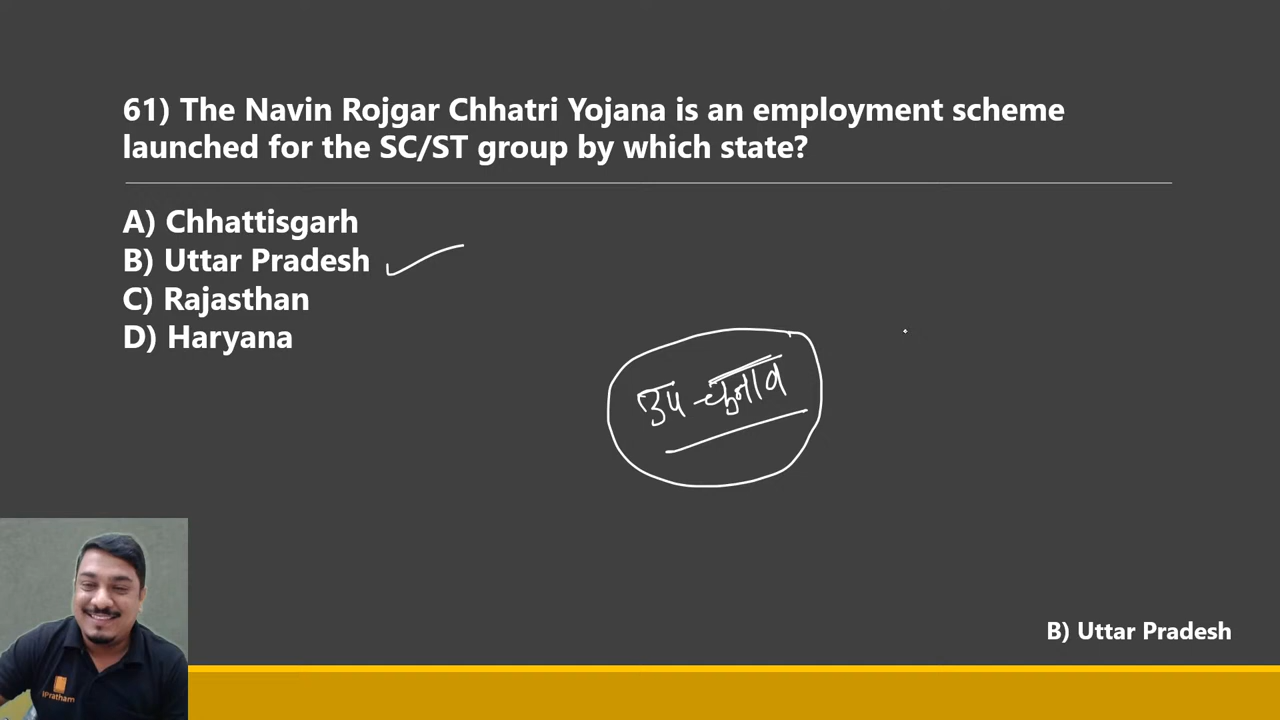 61) The Navin Rojgar Chhatri Yojana is an employment scheme
launched for the SC/ST group by which state?
A) Chhattisgarh
B) Uttar Pradesh
C) Rajasthan
D) Haryana
उप-चुनाव
B) Uttar Pradesh
iPratham